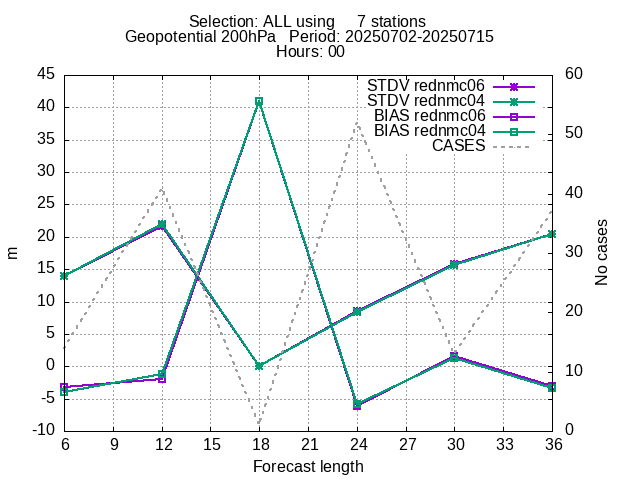 Selection: ALL using     7 stations
Geopotential 200hPa   Period: 20250702-20250715
Hours: 00
STDV rednmc06
STDV rednmc04
BIAS rednmc06
BIAS rednmc04
CASES
45
40
35
30
25
20
15
10
5
0
-5
-10
m
60
50
40
30
20
10
0
No cases
6 9 12 15 18 21 24 27 30 33 36
Forecast length